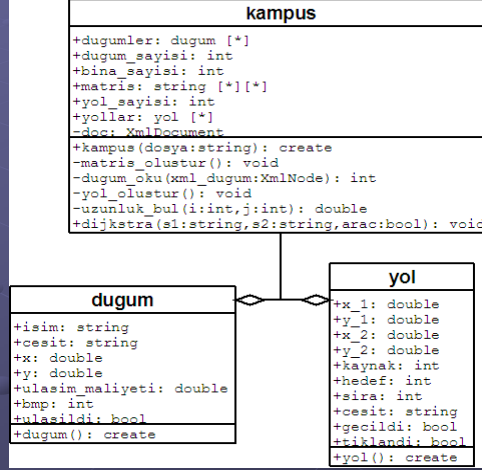 kampus
+dugumler: dugum [*]
+dugum_sayisi: int
+bina_sayisi: int
+matris: string [*][*]
+yol_sayisi: int
+yollar: yol [*]
-doc: XmlDocument
+kampus(dosya:string): create
-matris_olustur(): void
-dugum_oku(xml_dugum:XmlNode): int
-yol_olustur(): void
-uzunluk_bul(i:int,j:int): double
+dijkstra(s1:string,s2:string,arac:bool): void
dugum
+isim: string
+cesit: string
+x: double
+y: double
+ulasim_maliyeti: double
+bmp: int
+ulasildi: bool
+dugum(): create
yol
+x_1: double
+y_1: double
+x_2: double
+y_2: double
+kaynak: int
+hedef: int
+sira: int
+cesit: string
+gecildi: bool
+tiklandi: bool
+yol(): create